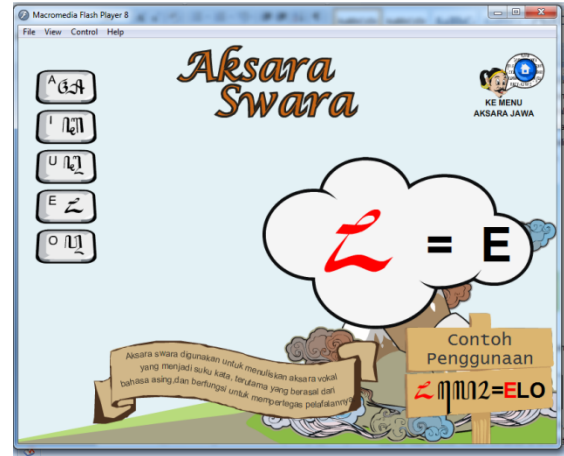 Macromedia Flash Player 8
File View Control Help
Aksara
Swara
KE MENU
AKSARA JAWA
A
I
U
E
O
= E
Aksara swara digunakan untuk menuliskan aksara vokal
yang menjadi suku kata, terutama yang berasal dari
bahasa asing,dan berfungsi untuk mempertegas pelafalannya
Contoh
Penggunaan
=ELO